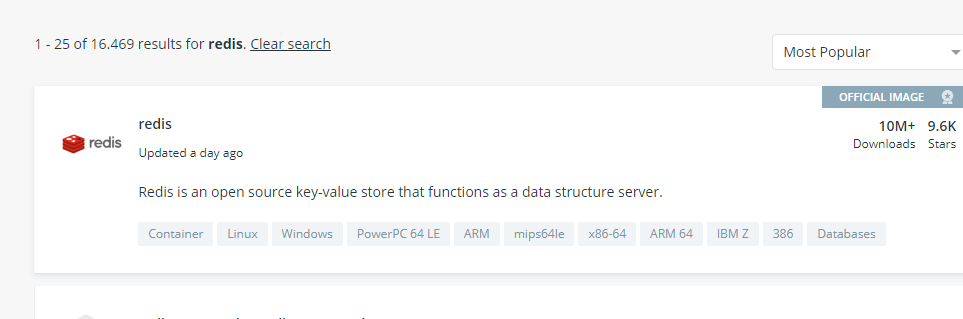 1 - 25 of 16.469 results for redis. Clear search
Most Popular
OFFICIAL IMAGE
redis
redis
10M+ 9.6K
Downloads Stars
Updated a day ago
Redis is an open source key-value store that functions as a data structure server.
Container Linux Windows PowerPC 64 LE ARM mips64le x86-64 ARM 64 IBM Z 386 Databases